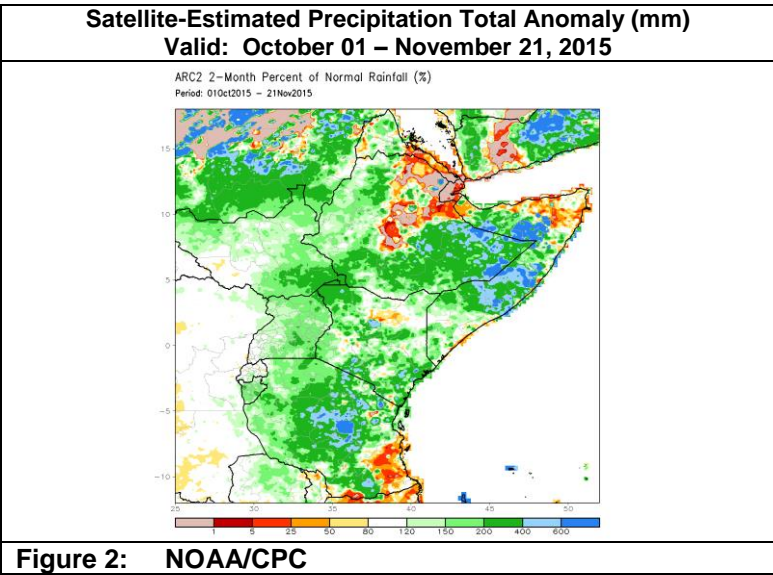 Satellite-Estimated Precipitation Total Anomaly (mm)
Valid: October 01 – November 21, 2015
ARC2 2-Month Percent of Normal Rainfall (%)
Period: 01Oct2015 - 21Nov2015
15
10
5
0
-5
-10
25 30 35 40 45 50
1 5 25 50 80 120 150 200 400 600
Figure 2: NOAA/CPC